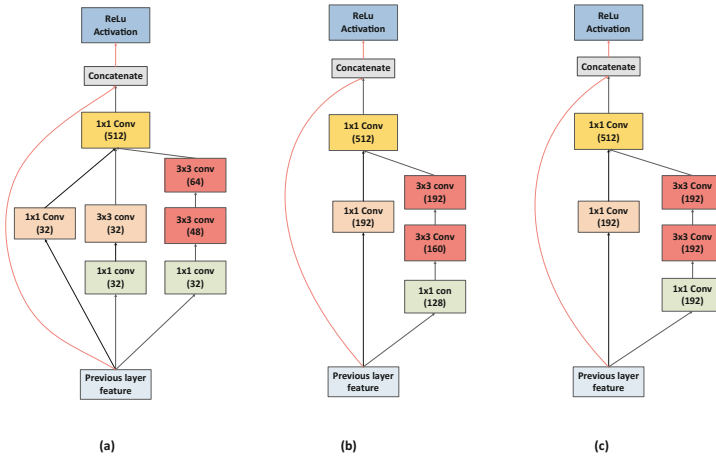 ReLu
Activation
Concatenate
1x1 Conv
(512)
3x3 conv
(64)
1x1 Conv
(32)
3x3 conv
(32)
3x3 conv
(48)
1x1 conv
(32)
1x1 conv
(32)
Previous layer
feature
(a)
ReLu
Activation
Concatenate
1x1 Conv
(512)
3x3 conv
(192)
1x1 Conv
(192)
3x3 Conv
(160)
1x1 con
(128)
Previous layer
feature
(b)
ReLu
Activation
Concatenate
1x1 Conv
(512)
3x3 conv
(192)
1x1 Conv
(192)
3x3 Conv
(192)
1x1 Conv
(192)
Previous layer
feature
(c)